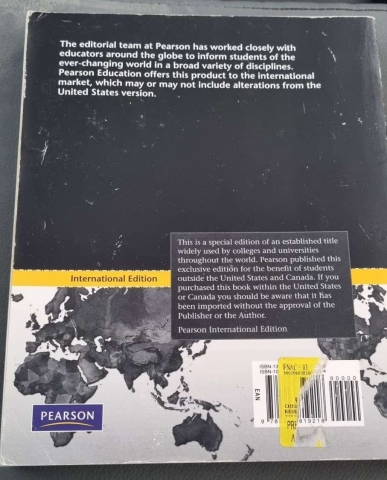 The editorial team at Pearson has worked closely with
educators around the globe to inform students of the
ever-changing world in a broad variety of disciplines.
Pearson Education offers this product to the international
market, which may or may not include alterations from the
United States version.
This is a special edition of an established title
widely used by colleges and universities
throughout the world. Pearson published this
exclusive edition for the benefit of students
outside the United States and Canada. If you
purchased this book within the United States
or Canada you should be aware that it has
been imported without the approval of the
Publisher or the Author.
Pearson International Edition
International Edition
ISBN-13
ISBN-10
FNAC
90000
EAN
PEARSON